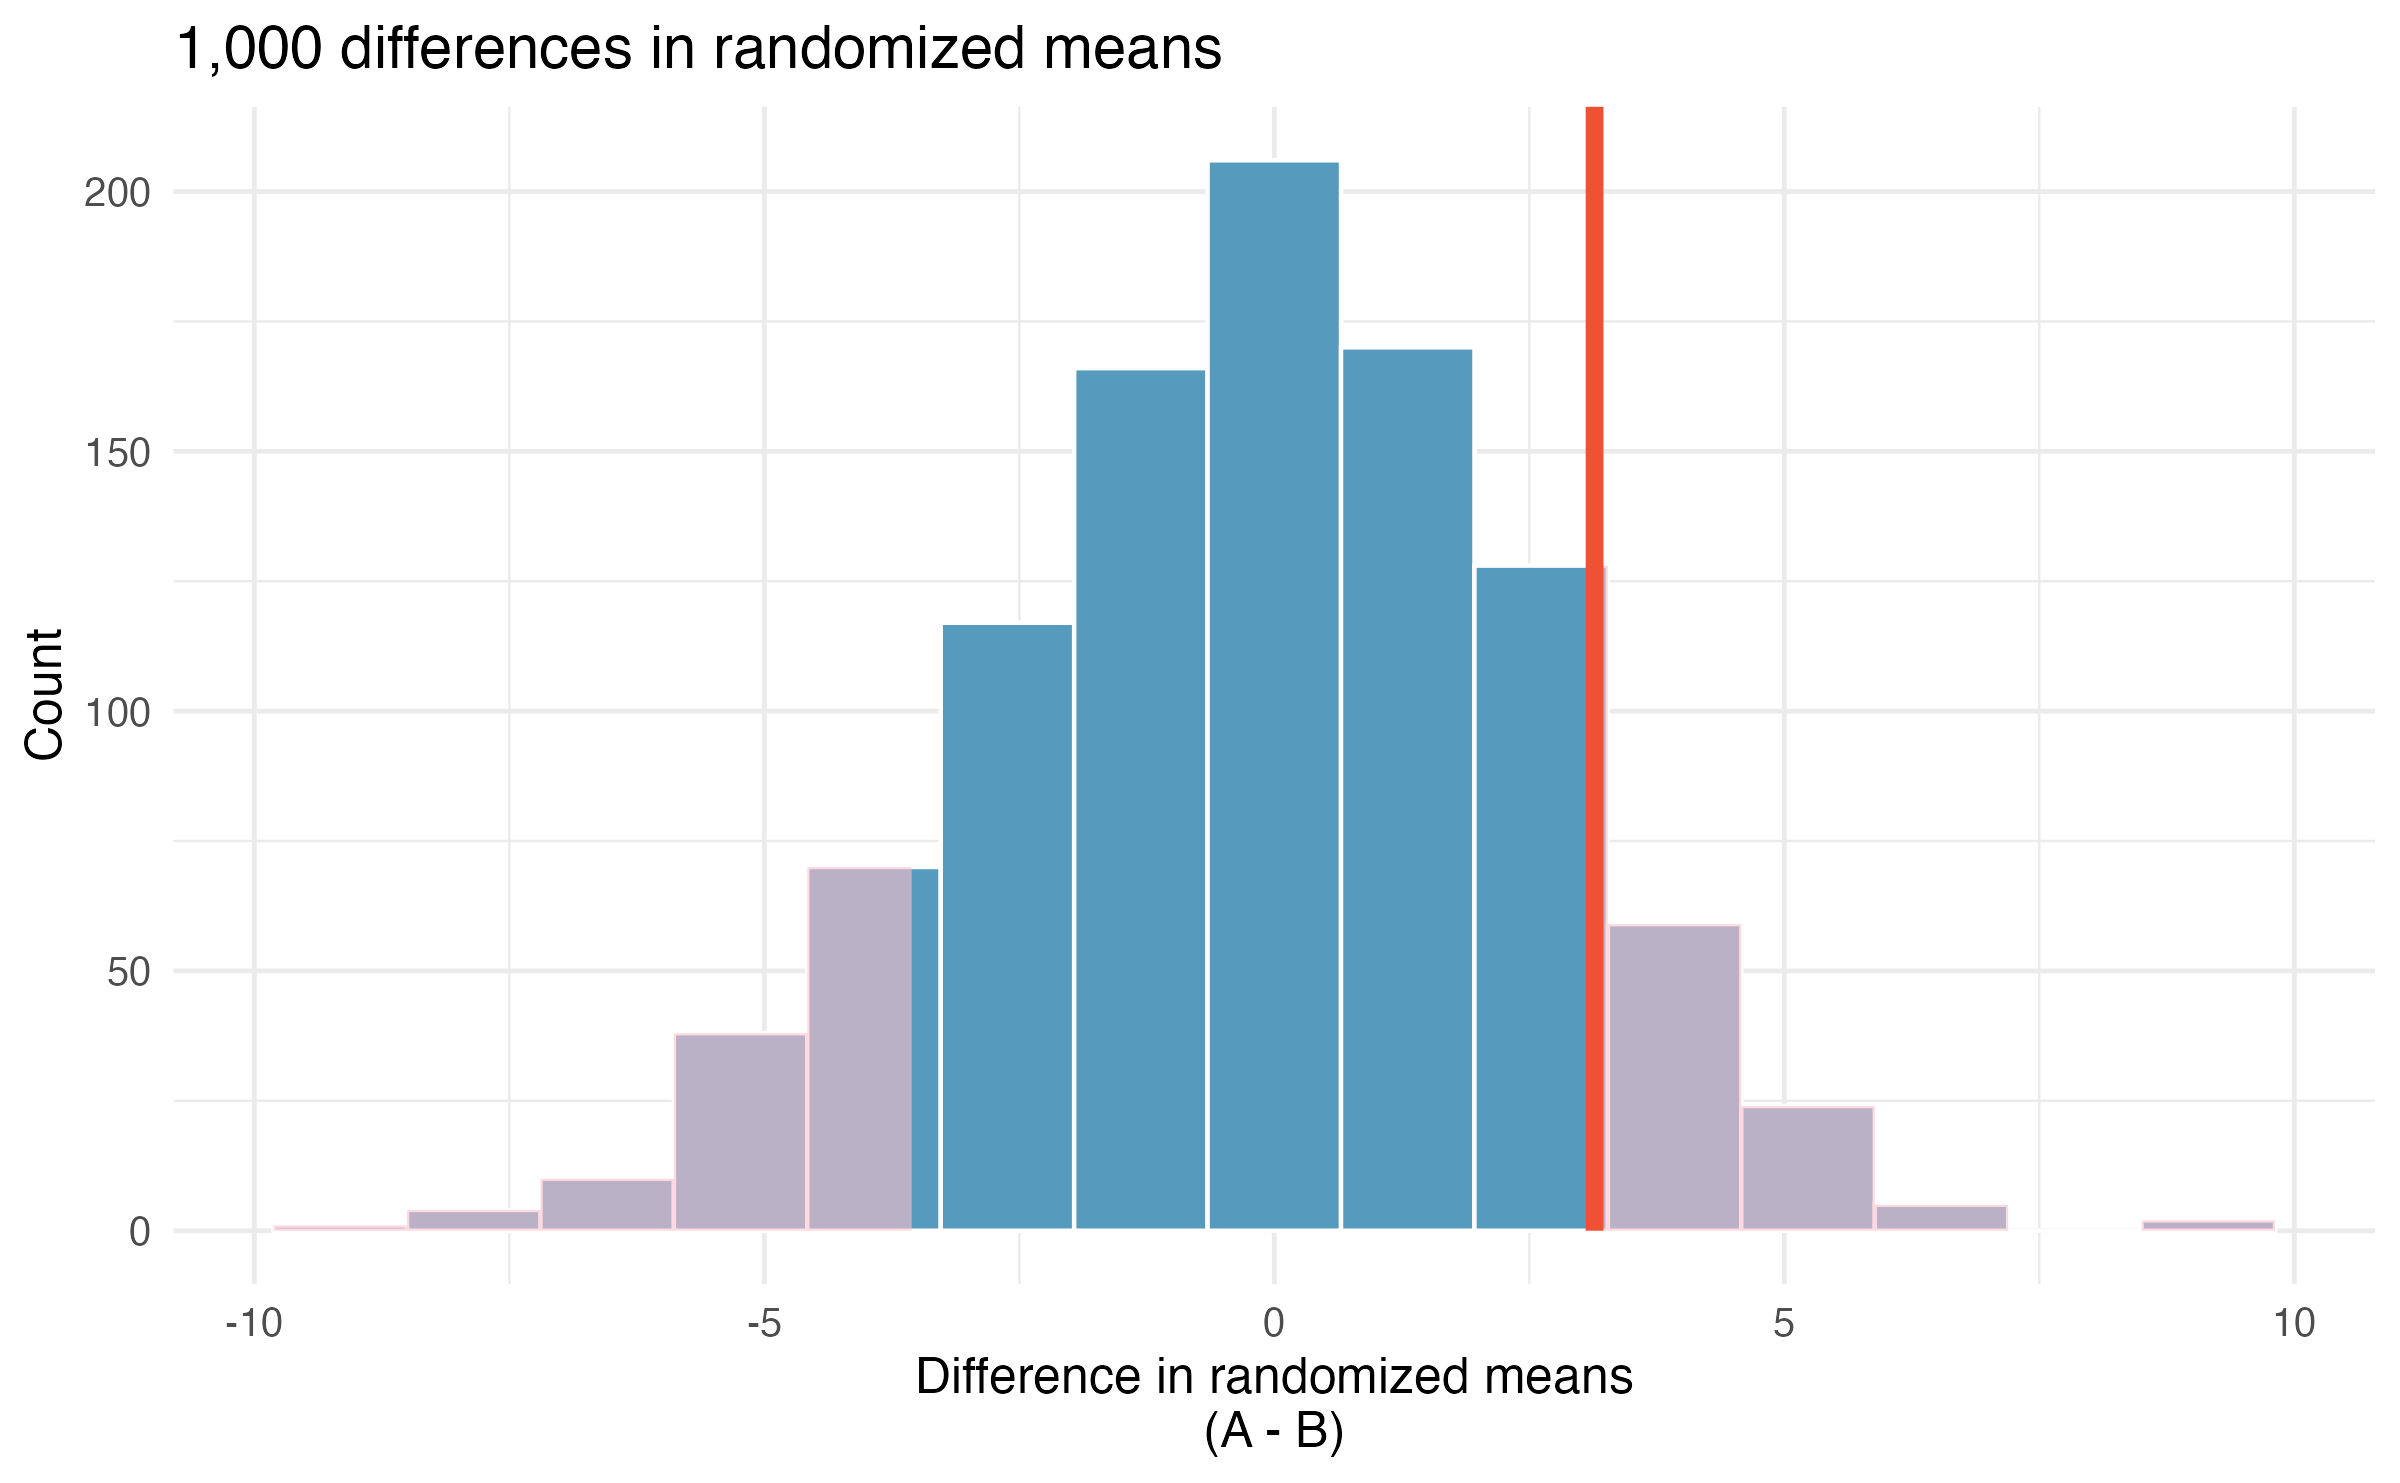 1,000 differences in randomized means
Count
200
150
100
50
0
-10 -5 0 5 10
Difference in randomized means
(A - B)